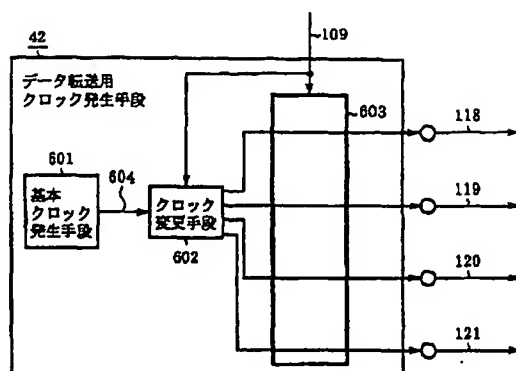 42
109
データ転送用
クロック発生手段
603
118
601
604
基本
クロック
発生手段
クロック
変更手段
602
119
120
121